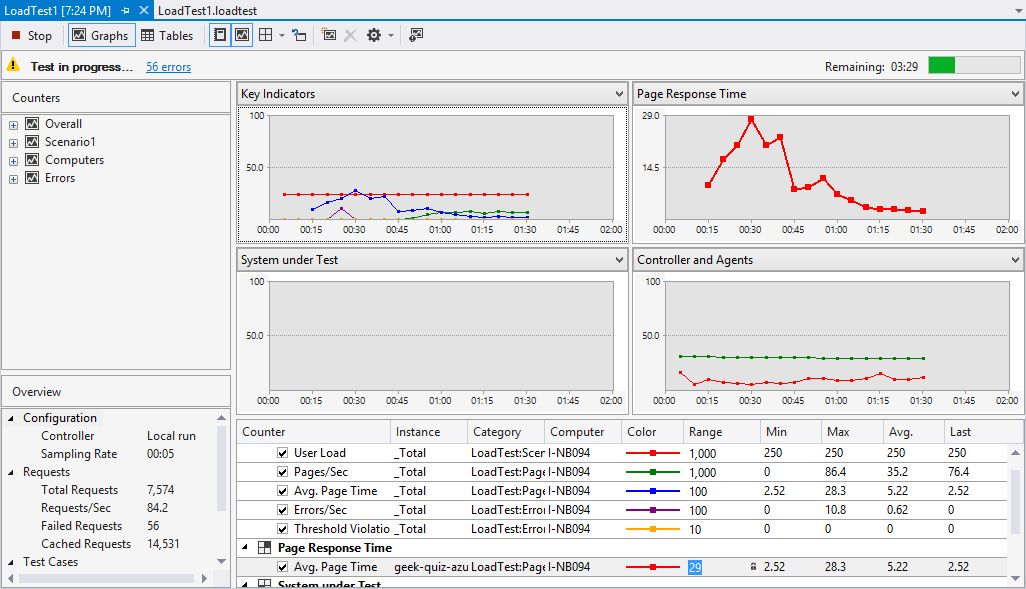 LoadTest1 [7:24 PM] LoadTest1.loadtest
Stop Graphs Tables
Test in progress... 56 errors Remaining: 03:29
Counters
Overall
Scenario1
Computers
Errors
Overview
Configuration
Controller Local run
Sampling Rate 00:05
Requests
Total Requests 7,574
Requests/Sec 84.2
Failed Requests 56
Cached Requests 14,531
Test Cases
Key Indicators
100
50.0
00:00 00:15 00:30 00:45 01:00 01:15 01:30 01:45 02:00
Page Response Time
29.0
14.5
00:00 00:15 00:30 00:45 01:00 01:15 01:30 01:45 02:00
System under Test
100
50.0
00:00 00:15 00:30 00:45 01:00 01:15 01:30 01:45 02:00
Controller and Agents
100
50.0
00:00 00:15 00:30 00:45 01:00 01:15 01:30 01:45 02:00
Counter Instance Category Computer Color Range Min Max Avg. Last
User Load _Total LoadTest:Scer I-NB094 1,000 250 250 250 250
Pages/Sec _Total LoadTest:Page I-NB094 1,000 0 86.4 35.2 76.4
Avg. Page Time _Total LoadTest:Page I-NB094 100 2.52 28.3 5.22 2.52
Errors/Sec _Total LoadTest:Error I-NB094 100 0 10.8 0.62 0
Threshold Violatio _Total LoadTest:Error I-NB094 10 0 0 0 0
Page Response Time
Avg. Page Time geek-quiz-azu LoadTest:Page I-NB094 29 2.52 28.3 5.22 2.52
System under Test